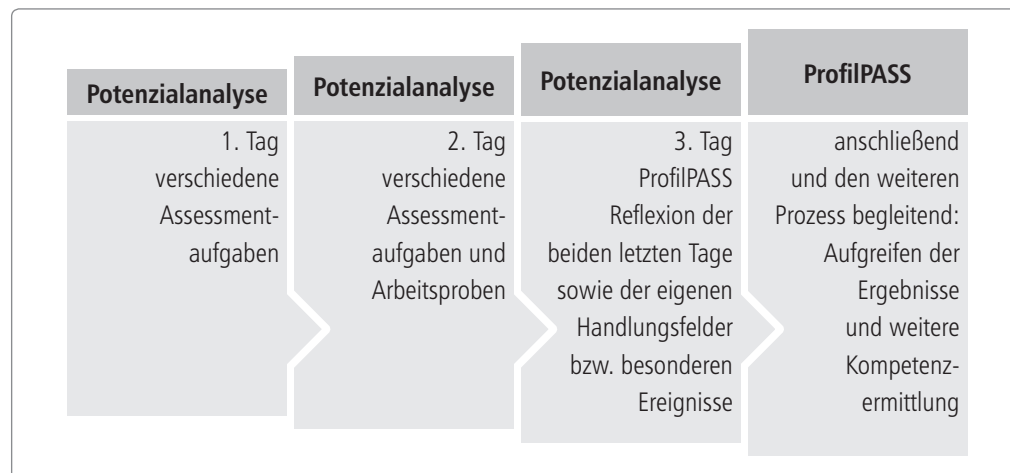 Potenzialanalyse
1. Tag
verschiedene
Assessment-
aufgaben
Potenzialanalyse
2. Tag
verschiedene
Assessment-
aufgaben und
Arbeitsproben
Potenzialanalyse
3. Tag
ProfilPASS
Reflexion der
beiden letzten Tage
sowie der eigenen
Handlungsfelder
bzw. besonderen
Ereignisse
ProfilPASS
anschließend
und den weiteren
Prozess begleitend:
Aufgreifen der
Ergebnisse
und weitere
Kompetenz-
ermittlung